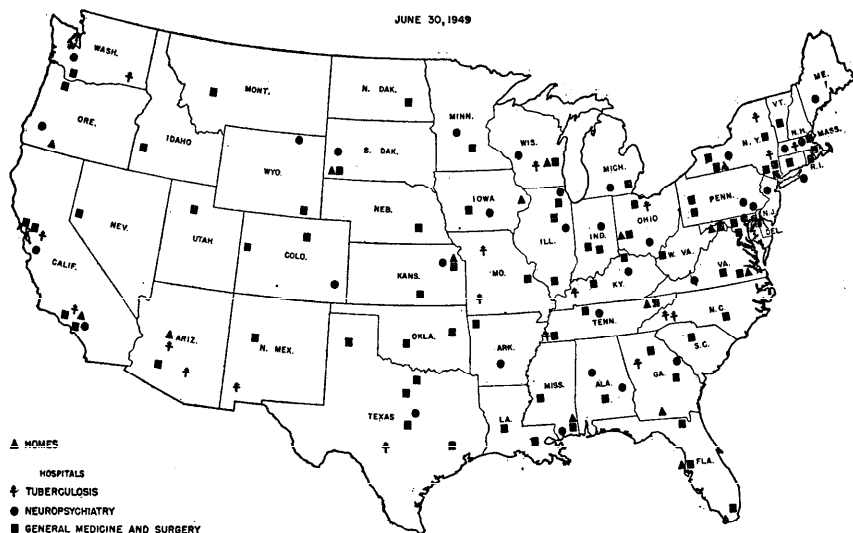 JUNE 30, 1949
WASH.
MONT.
N. DAK.
MINN.
ME.
VT.
N.H.
ORE.
IDAHO
WYO.
S. DAK.
WIS.
MICH.
N.Y.
MASS.
R.I.
NEV.
UTAH
COLO.
NEB.
IOWA
ILL.
IND.
OHIO
PENN.
N.J.
DEL.
CALIF.
KANS.
MO.
KY.
W. VA.
VA.
ARIZ.
N. MEX.
OKLA.
ARK.
TENN.
N.C.
S.C.
TEXAS
LA.
MISS.
ALA.
GA.
FLA.
HOMES
HOSPITALS
TUBERCULOSIS
NEUROPSYCHIATRY
GENERAL MEDICINE AND SURGERY